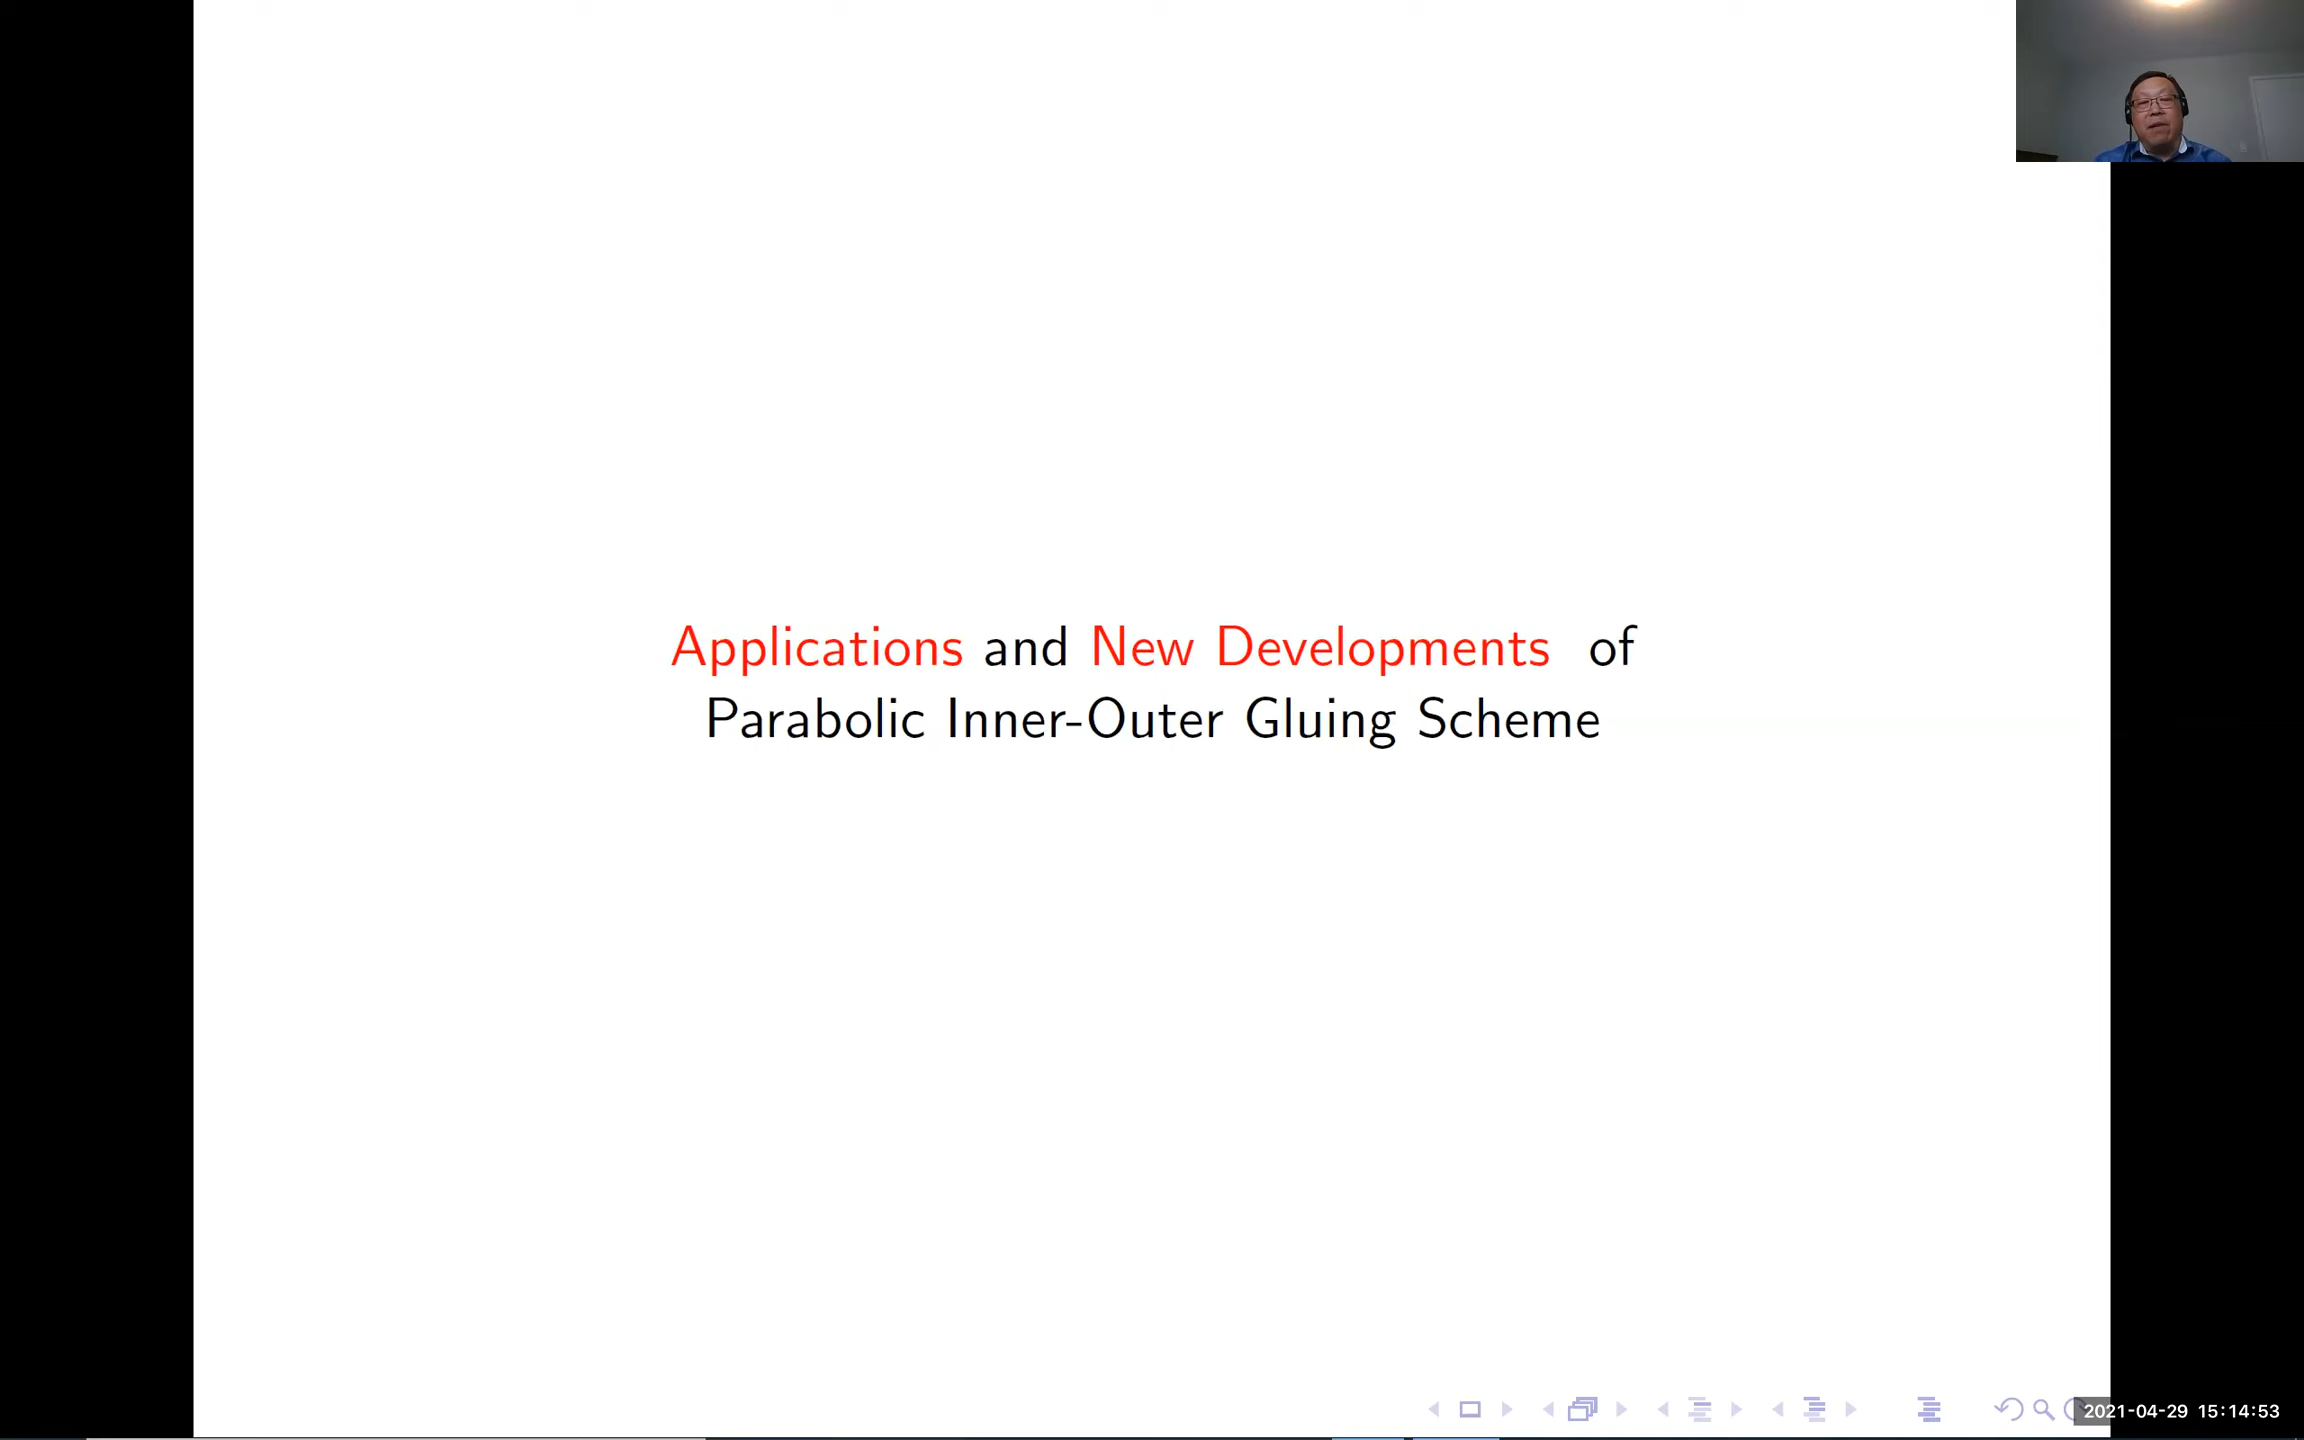 Applications and New Developments of
Parabolic Inner-Outer Gluing Scheme
2021-04-29 15:14:53